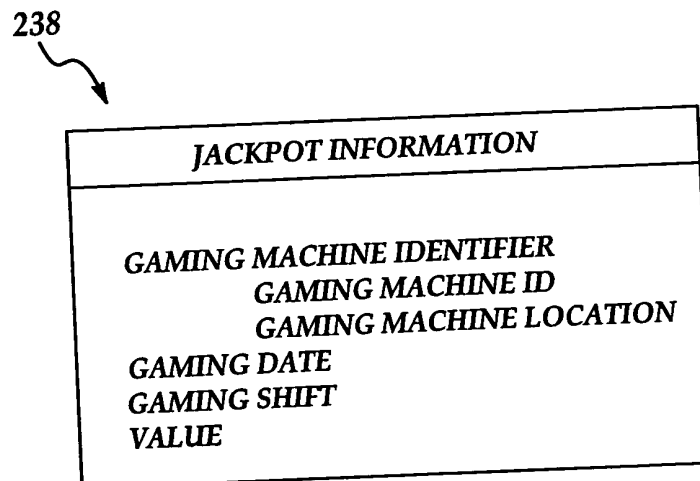 238
JACKPOT INFORMATION
GAMING MACHINE IDENTIFIER
GAMING MACHINE ID
GAMING MACHINE LOCATION
GAMING DATE
GAMING SHIFT
VALUE